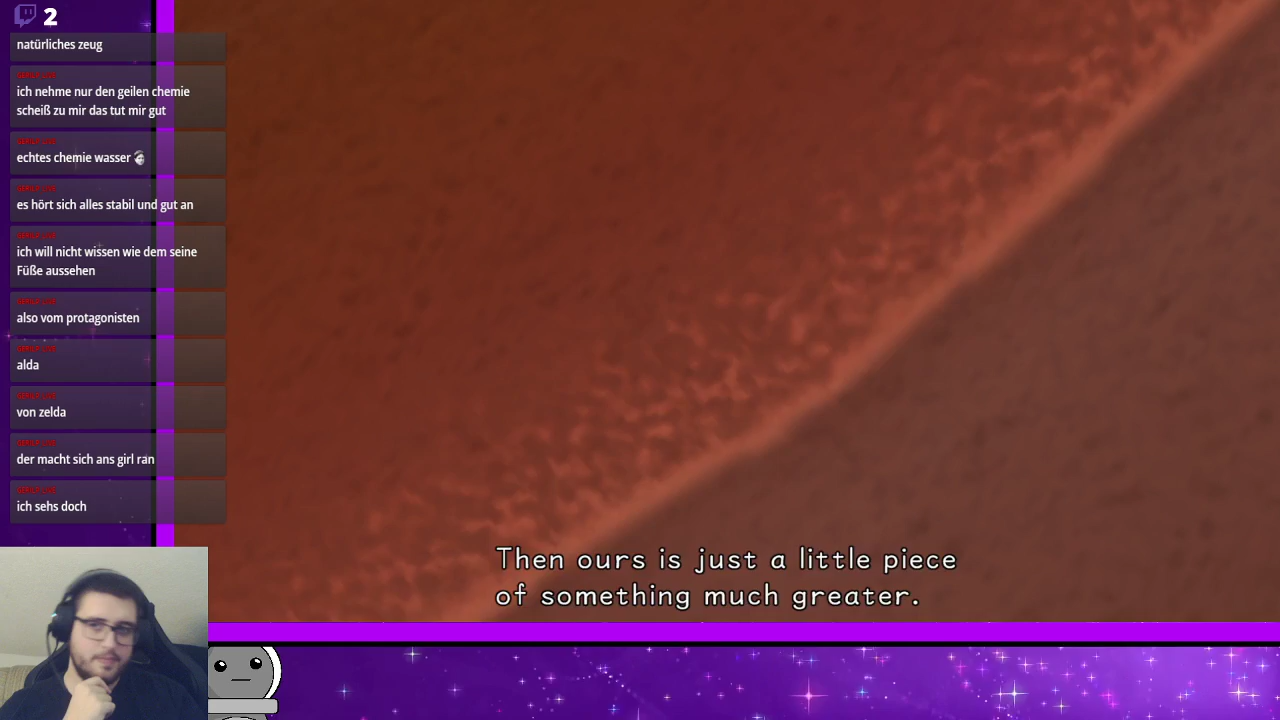 2
natürliches zeug
ich nehme nur den geilen chemie
scheiß zu mir das tut mir gut
echtes chemie wasser
es hört sich alles stabil und gut an
ich will nicht wissen wie dem seine
Füße aussehen
also vom protagonisten
alda
von zelda
der macht sich ans girl ran
ich sehs doch
Then ours is just a little piece
of something much greater.